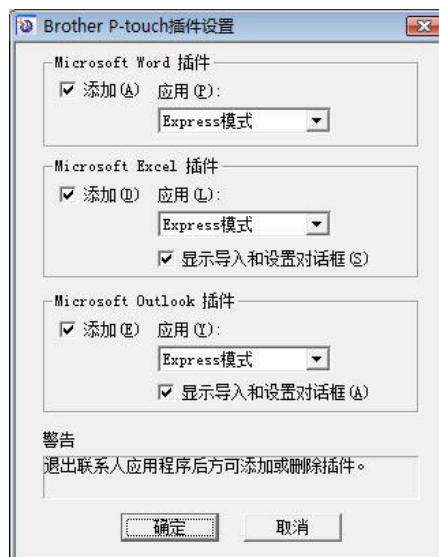 Brother P-touch插件设置
Microsoft Word 插件
添加(A) 应用(P):
Express模式
Microsoft Excel 插件
添加(D) 应用(L):
Express模式
显示导入和设置对话框(S)
Microsoft Outlook 插件
添加(E) 应用(Y):
Express模式
显示导入和设置对话框(A)
警告
退出联系人应用程序后方可添加或删除插件。
确定 取消